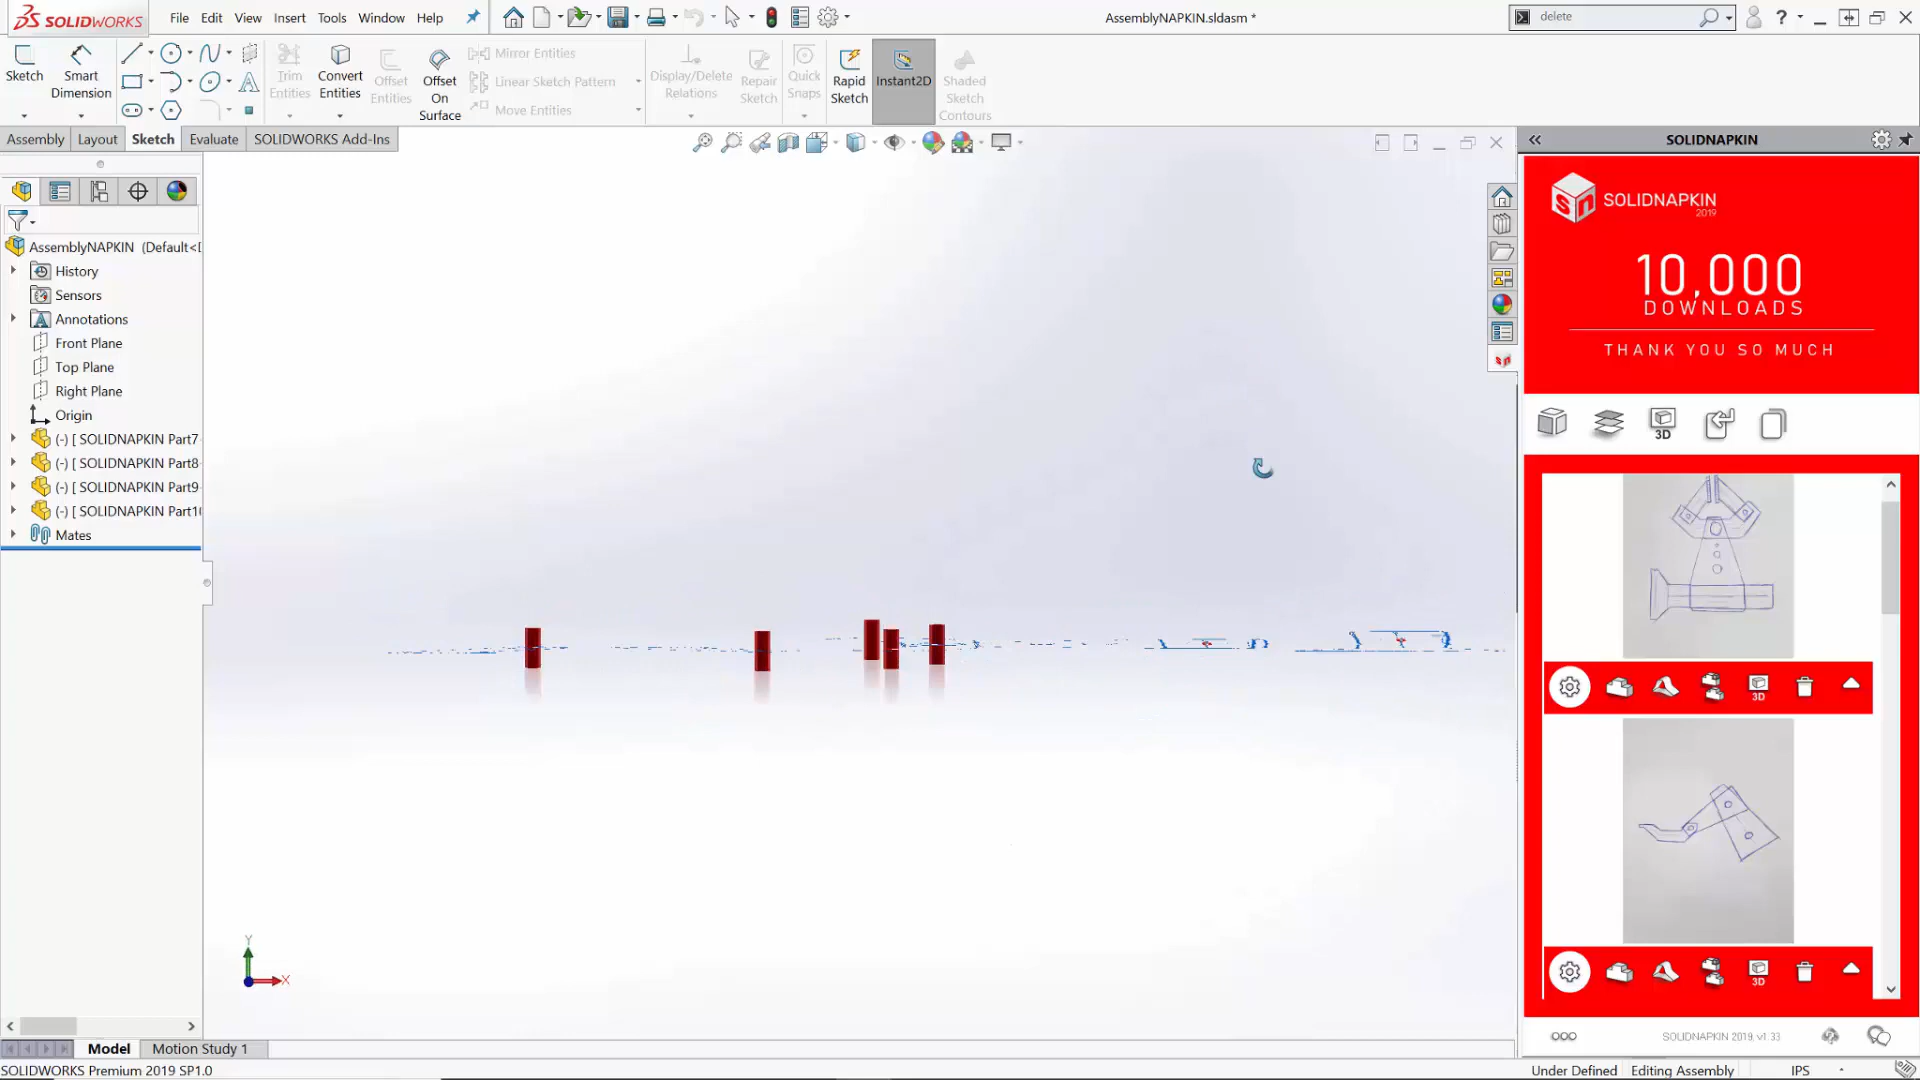 SOLIDWORKS
File Edit View Insert Tools Window Help
AssemblyNAPKIN.sldasm *
delete
Sketch
Smart Dimension
Trim Entities
Convert Entities
Offset Entities
Offset On Surface
Mirror Entities
Linear Sketch Pattern
Move Entities
Display/Delete Relations
Repair Sketch
Quick Snaps
Rapid Sketch
Instant2D
Shaded Sketch Contours
Assembly Layout Sketch Evaluate SOLIDWORKS Add-Ins
SOLIDNAPKIN
AssemblyNAPKIN (Default<
History
Sensors
Annotations
Front Plane
Top Plane
Right Plane
Origin
(-) [ SOLIDNAPKIN Part7
(-) [ SOLIDNAPKIN Part8
(-) [ SOLIDNAPKIN Part9
(-) [ SOLIDNAPKIN Part1
Mates
sn SOLIDNAPKIN
2019
10,000
DOWNLOADS
THANK YOU SO MUCH
3D
3D
3D
Y
X
SOLIDNAPKIN 2019, v1.33
Model Motion Study 1
SOLIDWORKS Premium 2019 SP1.0
Under Defined Editing Assembly IPS